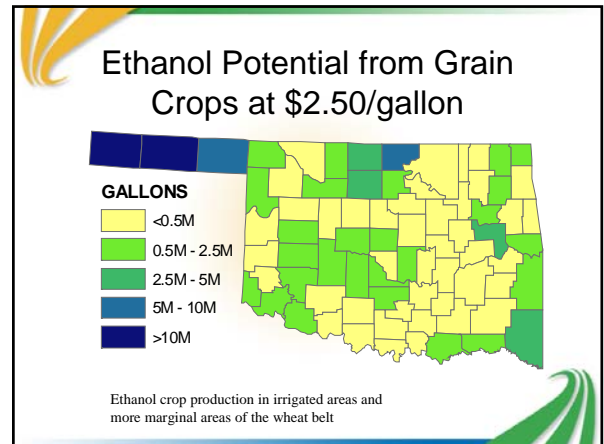 Ethanol Potential from Grain
Crops at $2.50/gallon
GALLONS
<0.5M
0.5M - 2.5M
2.5M - 5M
5M - 10M
>10M
Ethanol crop production in irrigated areas and
more marginal areas of the wheat belt